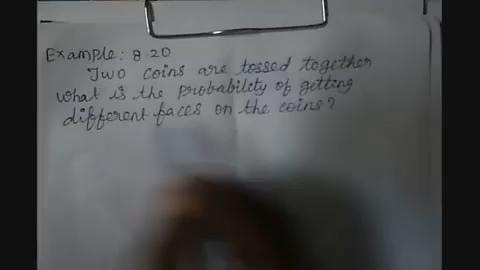 Example: 8.20
Two coins are tossed together
What is the probability of getting
different faces on the coins?